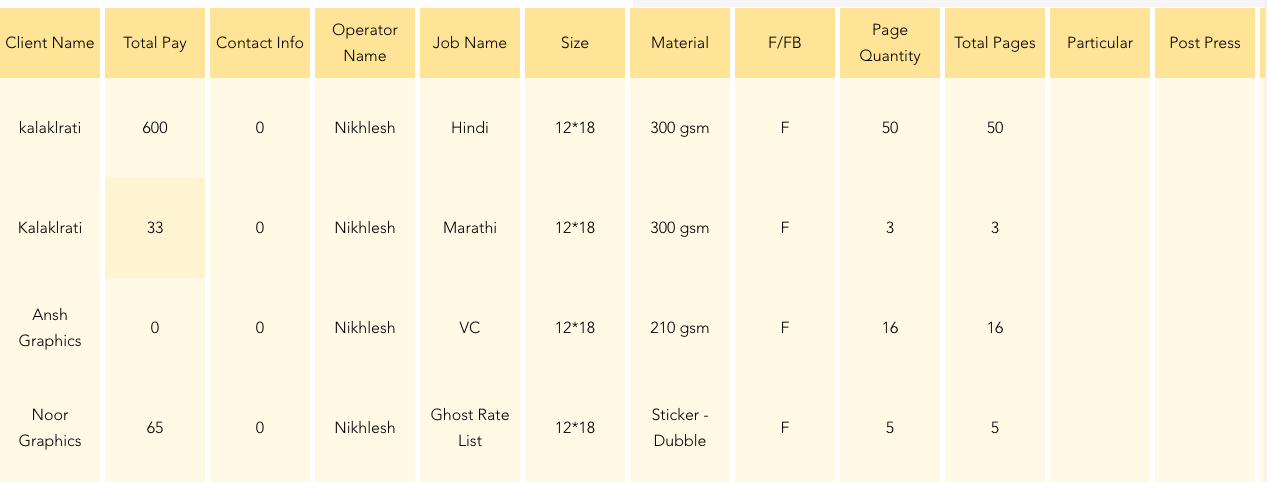 Client Name Total Pay Contact Info Operator Name Job Name Size Material F/FB Page Quantity Total Pages Particular Post Press
kalaklrati 600 0 Nikhlesh Hindi 12*18 300 gsm F 50 50
Kalaklrati 33 0 Nikhlesh Marathi 12*18 300 gsm F 3 3
Ansh Graphics 0 0 Nikhlesh VC 12*18 210 gsm F 16 16
Noor Graphics 65 0 Nikhlesh Ghost Rate List 12*18 Sticker - Dubble F 5 5